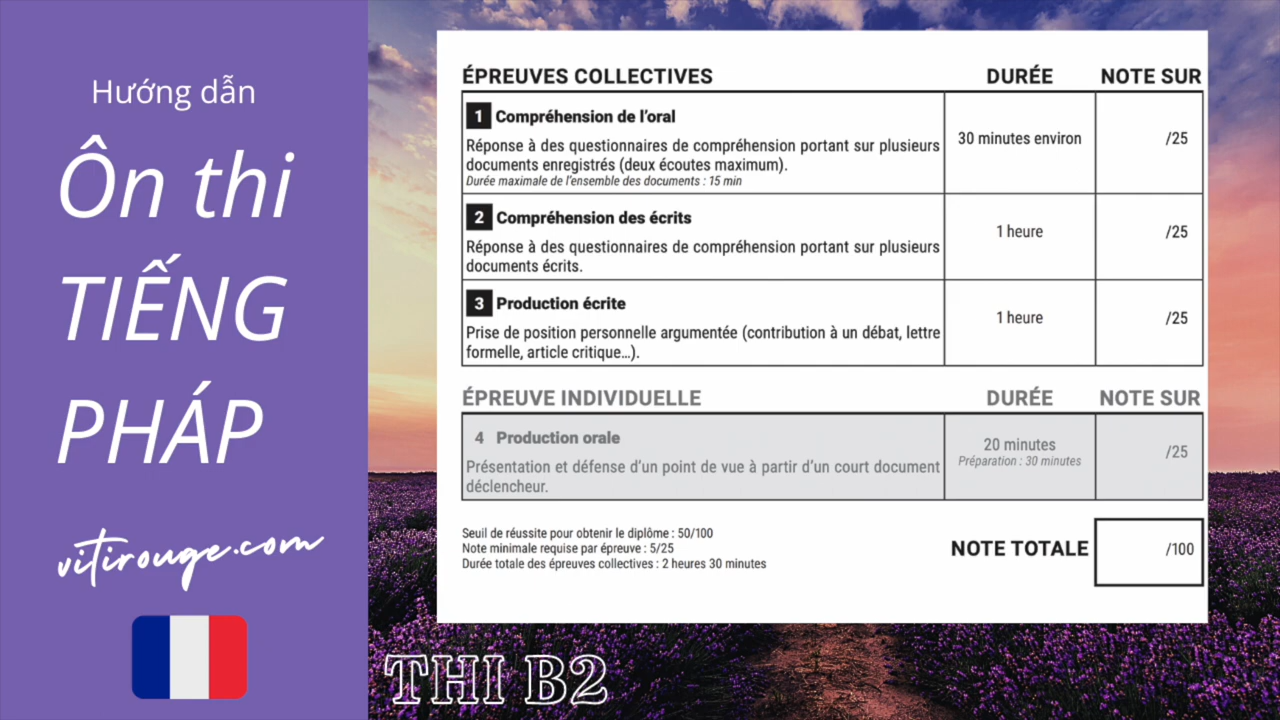 Hướng dẫn
Ôn thi
TIẾNG
PHÁP
vitirouge.com
ÉPREUVES COLLECTIVES DURÉE NOTE SUR
1 Compréhension de l'oral
Réponse à des questionnaires de compréhension portant sur plusieurs
documents enregistrés (deux écoutes maximum).
Durée maximale de l'ensemble des documents : 15 min
30 minutes environ /25
2 Compréhension des écrits
Réponse à des questionnaires de compréhension portant sur plusieurs
documents écrits.
1 heure /25
3 Production écrite
Prise de position personnelle argumentée (contribution à un débat, lettre
formelle, article critique…).
1 heure /25
ÉPREUVE INDIVIDUELLE DURÉE NOTE SUR
4 Production orale
Présentation et défense d'un point de vue à partir d'un court document
déclencheur.
20 minutes
Préparation : 30 minutes
/25
Seuil de réussite pour obtenir le diplôme : 50/100
Note minimale requise par épreuve : 5/25
Durée totale des épreuves collectives : 2 heures 30 minutes
NOTE TOTALE /100
THI B2